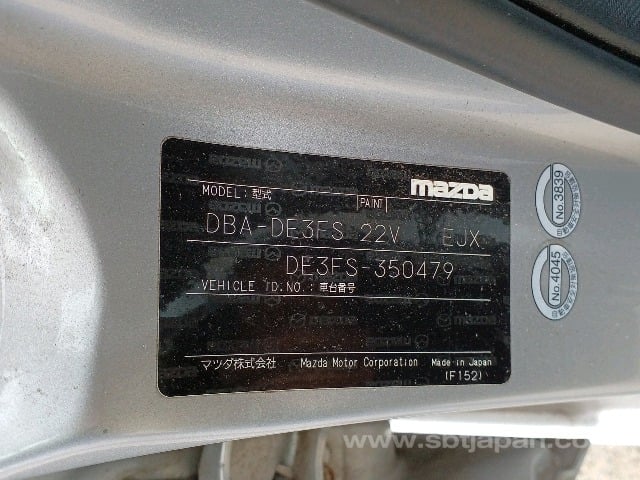 mazda
MODEL:型式 PAINT
DBA-DE3FS 22V EJX
DE3FS-350479
VEHICLE ID.NO.:車台番号
マツダ株式会社 Mazda Motor Corporation Made in Japan
(F152)
No.3839
No.4045
www.sbtjapan.co